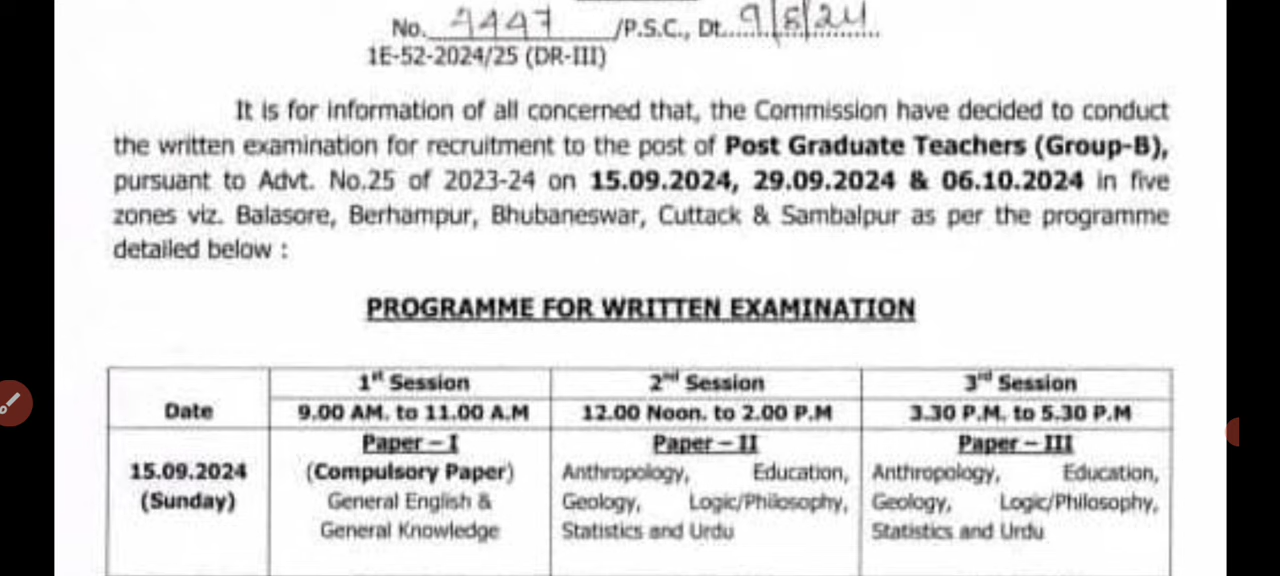 No. /P.S.C., Dt. 9/8/24
1E-52-2024/25 (DR-III)
It is for information of all concerned that, the Commission have decided to conduct
the written examination for recruitment to the post of Post Graduate Teachers (Group-B),
pursuant to Advt. No.25 of 2023-24 on 15.09.2024, 29.09.2024 & 06.10.2024 in five
zones viz. Balasore, Berhampur, Bhubaneswar, Cuttack & Sambalpur as per the programme
detailed below :
PROGRAMME FOR WRITTEN EXAMINATION
Date
1st Session
9.00 AM. to 11.00 A.M
2nd Session
12.00 Noon. to 2.00 P.M
3rd Session
3.30 P.M. to 5.30 P.M
15.09.2024
(Sunday)
Paper – I
(Compulsory Paper)
General English &
General Knowledge
Paper – II
Anthropology, Education,
Geology, Logic/Philosophy,
Statistics and Urdu
Paper – III
Anthropology, Education,
Geology, Logic/Philosophy,
Statistics and Urdu